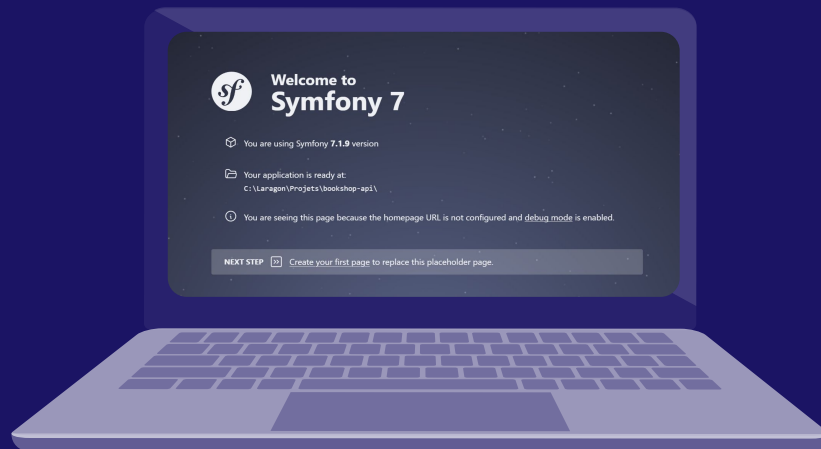 sf
Welcome to
Symfony 7
You are using Symfony 7.1.9 version
Your application is ready at:
C:\Laragon\Projets\bookshop-api\
You are seeing this page because the homepage URL is not configured and debug mode is enabled.
NEXT STEP Create your first page to replace this placeholder page.